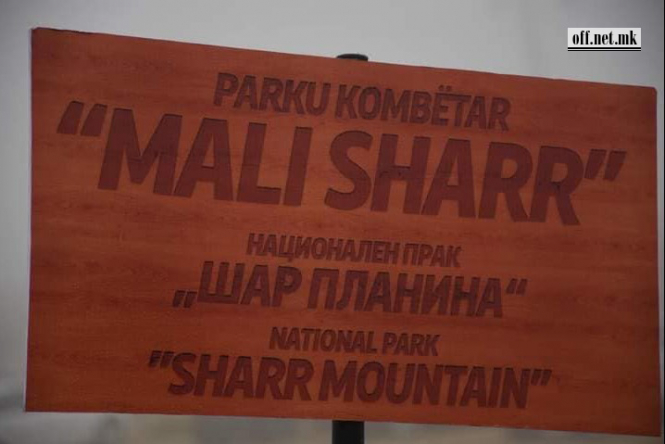 off.net.mk
PARKU KOMBËTAR
“MALI SHARR”
НАЦИОНАЛЕН ПРАК
„ШАР ПЛАНИНА“
NATIONAL PARK
”SHARR MOUNTAIN”